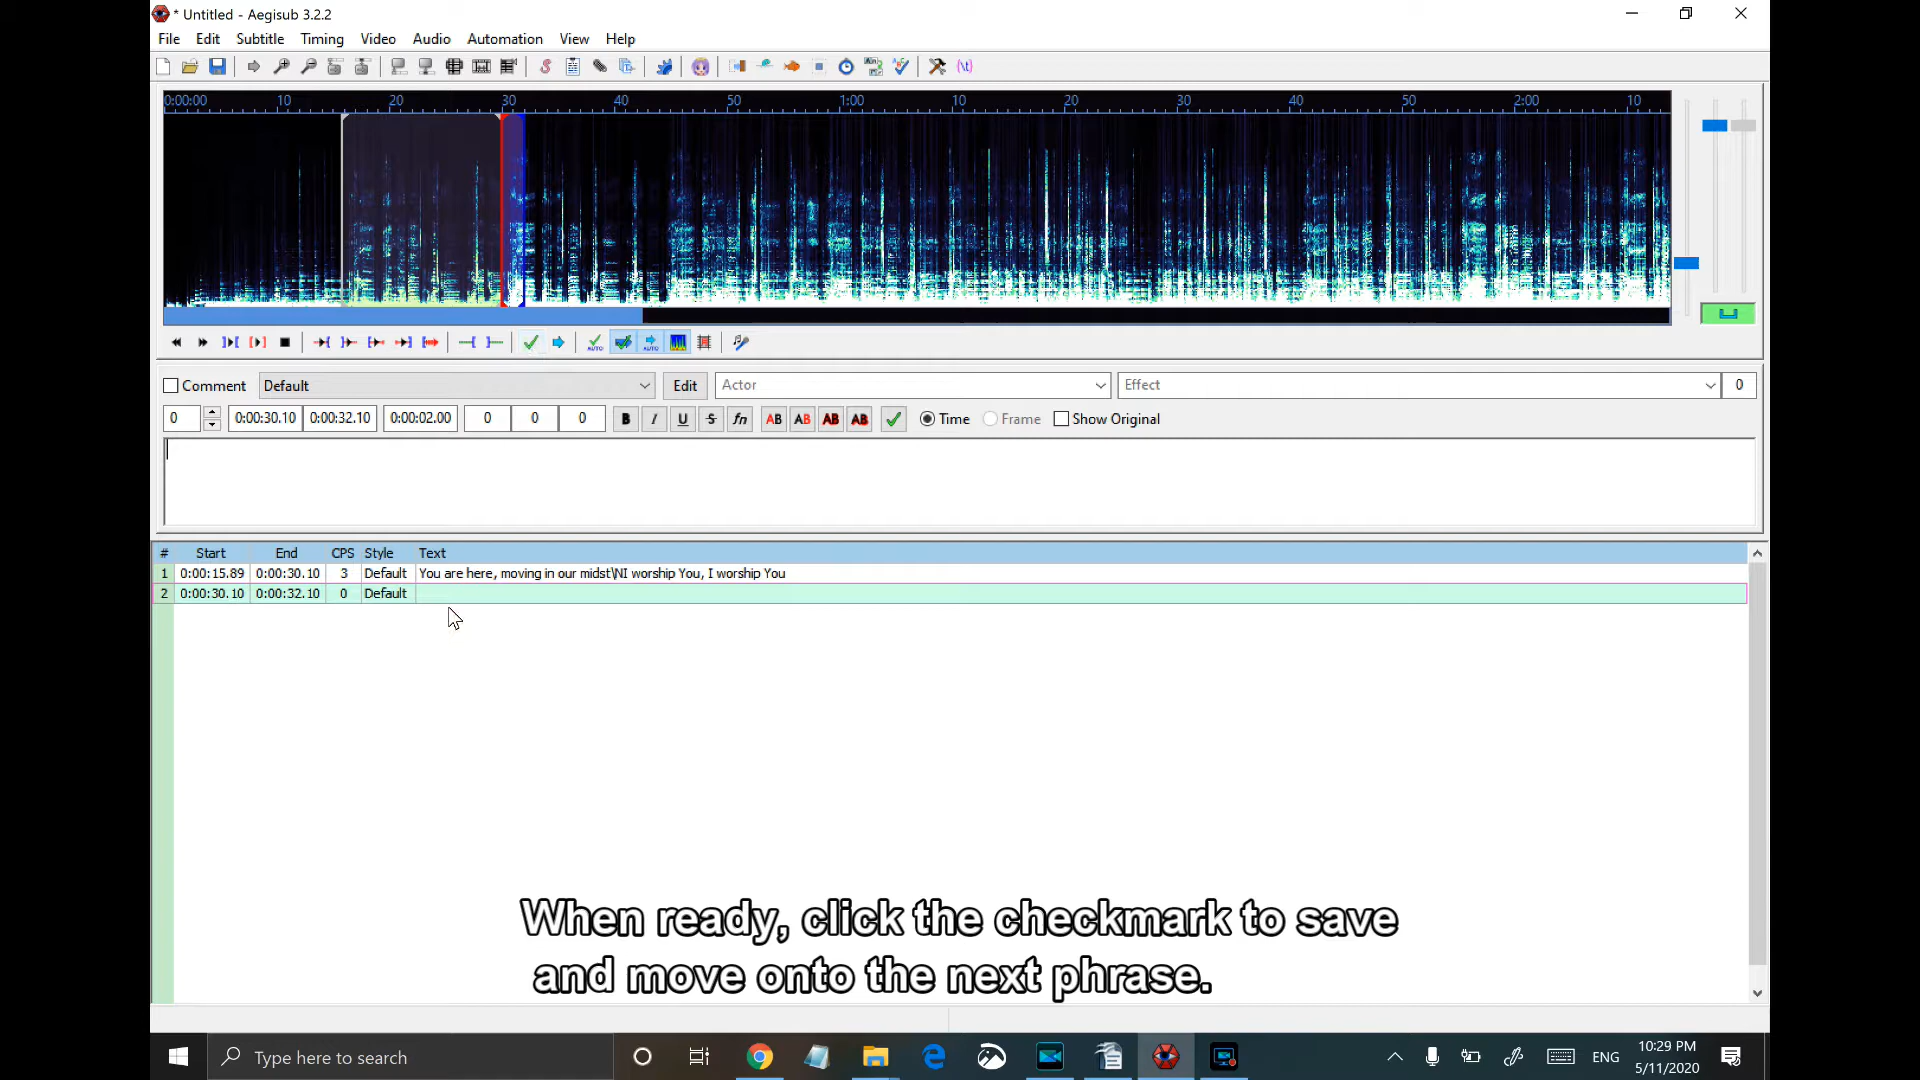 * Untitled - Aegisub 3.2.2
File Edit Subtitle Timing Video Audio Automation View Help
0:00:00 10 20 30 40 50 1:00 10 20 30 40 50 2:00 10
Comment Default Edit Actor Effect 0
0 0:00:30.10 0:00:32.10 0:00:02.00 0 0 0 B I U S fn AB AB AB AB Time Frame Show Original
# Start End CPS Style Text
1 0:00:15.89 0:00:30.10 3 Default You are here, moving in our midst\NI worship You, I worship You
2 0:00:30.10 0:00:32.10 0 Default
When ready, click the checkmark to save
and move onto the next phrase.
Type here to search
ENG
10:29 PM
5/11/2020